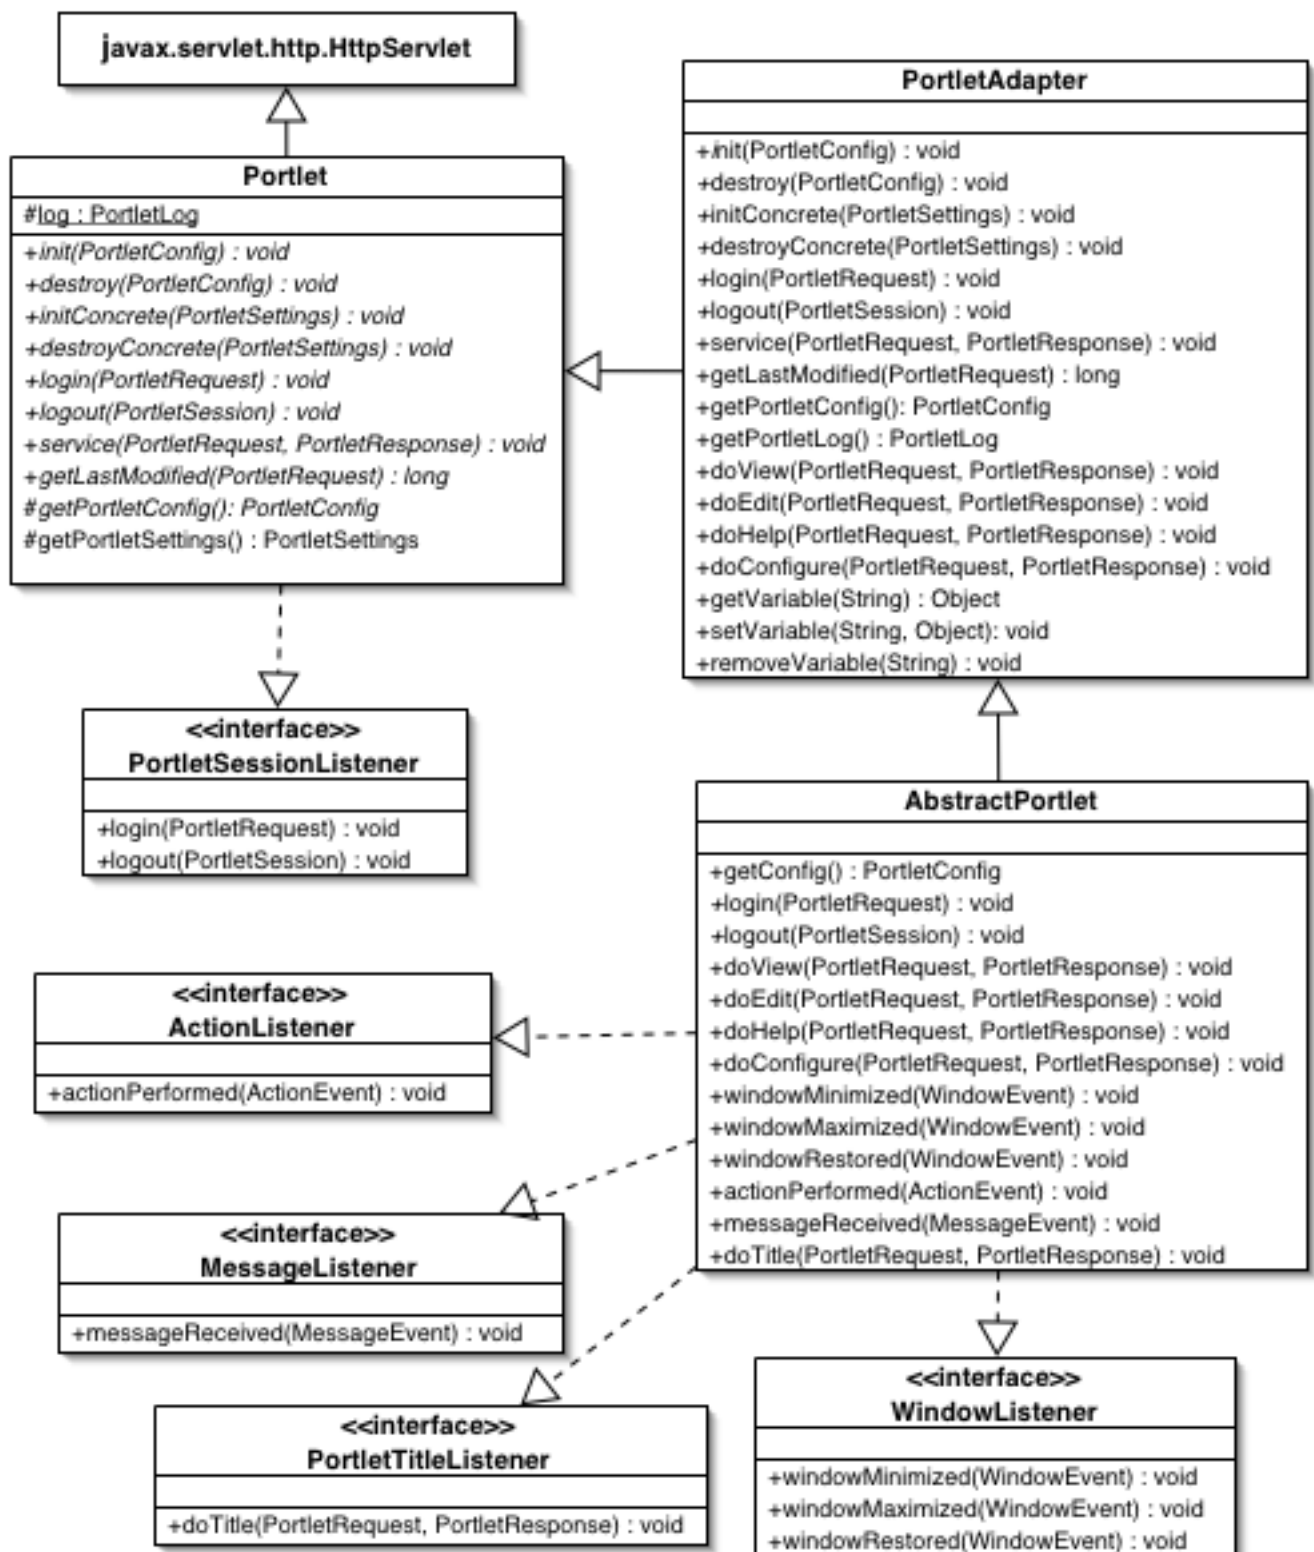 javax.servlet.http.HttpServlet
Portlet
#log : PortletLog
+init(PortletConfig) : void
+destroy(PortletConfig) : void
+initConcrete(PortletSettings) : void
+destroyConcrete(PortletSettings) : void
+login(PortletRequest) : void
+logout(PortletSession) : void
+service(PortletRequest, PortletResponse) : void
+getLastModified(PortletRequest) : long
#getPortletConfig(): PortletConfig
#getPortletSettings() : PortletSettings
PortletAdapter
+init(PortletConfig) : void
+destroy(PortletConfig) : void
+initConcrete(PortletSettings) : void
+destroyConcrete(PortletSettings) : void
+login(PortletRequest) : void
+logout(PortletSession) : void
+service(PortletRequest, PortletResponse) : void
+getLastModified(PortletRequest) : long
+getPortletConfig(): PortletConfig
+getPortletLog() : PortletLog
+doView(PortletRequest, PortletResponse) : void
+doEdit(PortletRequest, PortletResponse) : void
+doHelp(PortletRequest, PortletResponse) : void
+doConfigure(PortletRequest, PortletResponse) : void
+getVariable(String) : Object
+setVariable(String, Object): void
+removeVariable(String) : void
<<interface>>
PortletSessionListener
+login(PortletRequest) : void
+logout(PortletSession) : void
AbstractPortlet
+getConfig() : PortletConfig
+login(PortletRequest) : void
+logout(PortletSession) : void
+doView(PortletRequest, PortletResponse) : void
+doEdit(PortletRequest, PortletResponse) : void
+doHelp(PortletRequest, PortletResponse) : void
+doConfigure(PortletRequest, PortletResponse) : void
+windowMinimized(WindowEvent) : void
+windowMaximized(WindowEvent) : void
+windowRestored(WindowEvent) : void
+actionPerformed(ActionEvent) : void
+messageReceived(MessageEvent) : void
+doTitle(PortletRequest, PortletResponse) : void
<<interface>>
ActionListener
+actionPerformed(ActionEvent) : void
<<interface>>
MessageListener
+messageReceived(MessageEvent) : void
<<interface>>
PortletTitleListener
+doTitle(PortletRequest, PortletResponse) : void
<<interface>>
WindowListener
+windowMinimized(WindowEvent) : void
+windowMaximized(WindowEvent) : void
+windowRestored(WindowEvent) : void